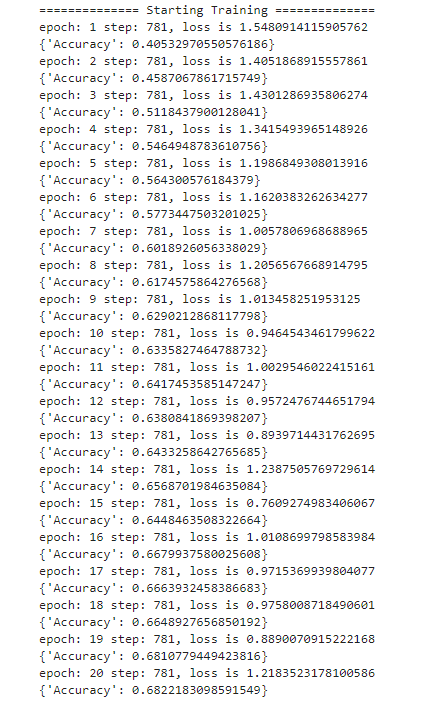 ============== Starting Training ==============
epoch: 1 step: 781, loss is 1.5480914115905762
{'Accuracy': 0.40532970550576186}
epoch: 2 step: 781, loss is 1.4051868915557861
{'Accuracy': 0.4587067861715749}
epoch: 3 step: 781, loss is 1.4301286935806274
{'Accuracy': 0.5118437900128041}
epoch: 4 step: 781, loss is 1.3415493965148926
{'Accuracy': 0.5464948783610756}
epoch: 5 step: 781, loss is 1.1986849308013916
{'Accuracy': 0.564300576184379}
epoch: 6 step: 781, loss is 1.1620383262634277
{'Accuracy': 0.5773447503201025}
epoch: 7 step: 781, loss is 1.0057806968688965
{'Accuracy': 0.6018926056338029}
epoch: 8 step: 781, loss is 1.2056567668914795
{'Accuracy': 0.6174575864276568}
epoch: 9 step: 781, loss is 1.013458251953125
{'Accuracy': 0.6290212868117798}
epoch: 10 step: 781, loss is 0.9464543461799622
{'Accuracy': 0.6335827464788732}
epoch: 11 step: 781, loss is 1.0029546022415161
{'Accuracy': 0.6417453585147247}
epoch: 12 step: 781, loss is 0.9572476744651794
{'Accuracy': 0.6380841869398207}
epoch: 13 step: 781, loss is 0.8939714431762695
{'Accuracy': 0.6433258642765685}
epoch: 14 step: 781, loss is 1.2387505769729614
{'Accuracy': 0.6568701984635084}
epoch: 15 step: 781, loss is 0.7609274983406067
{'Accuracy': 0.6448463508322664}
epoch: 16 step: 781, loss is 1.0108699798583984
{'Accuracy': 0.6679937580025608}
epoch: 17 step: 781, loss is 0.9715369939804077
{'Accuracy': 0.6663932458386683}
epoch: 18 step: 781, loss is 0.9758008718490601
{'Accuracy': 0.6648927656850192}
epoch: 19 step: 781, loss is 0.8890070915222168
{'Accuracy': 0.6810779449423816}
epoch: 20 step: 781, loss is 1.2183523178100586
{'Accuracy': 0.6822183098591549}